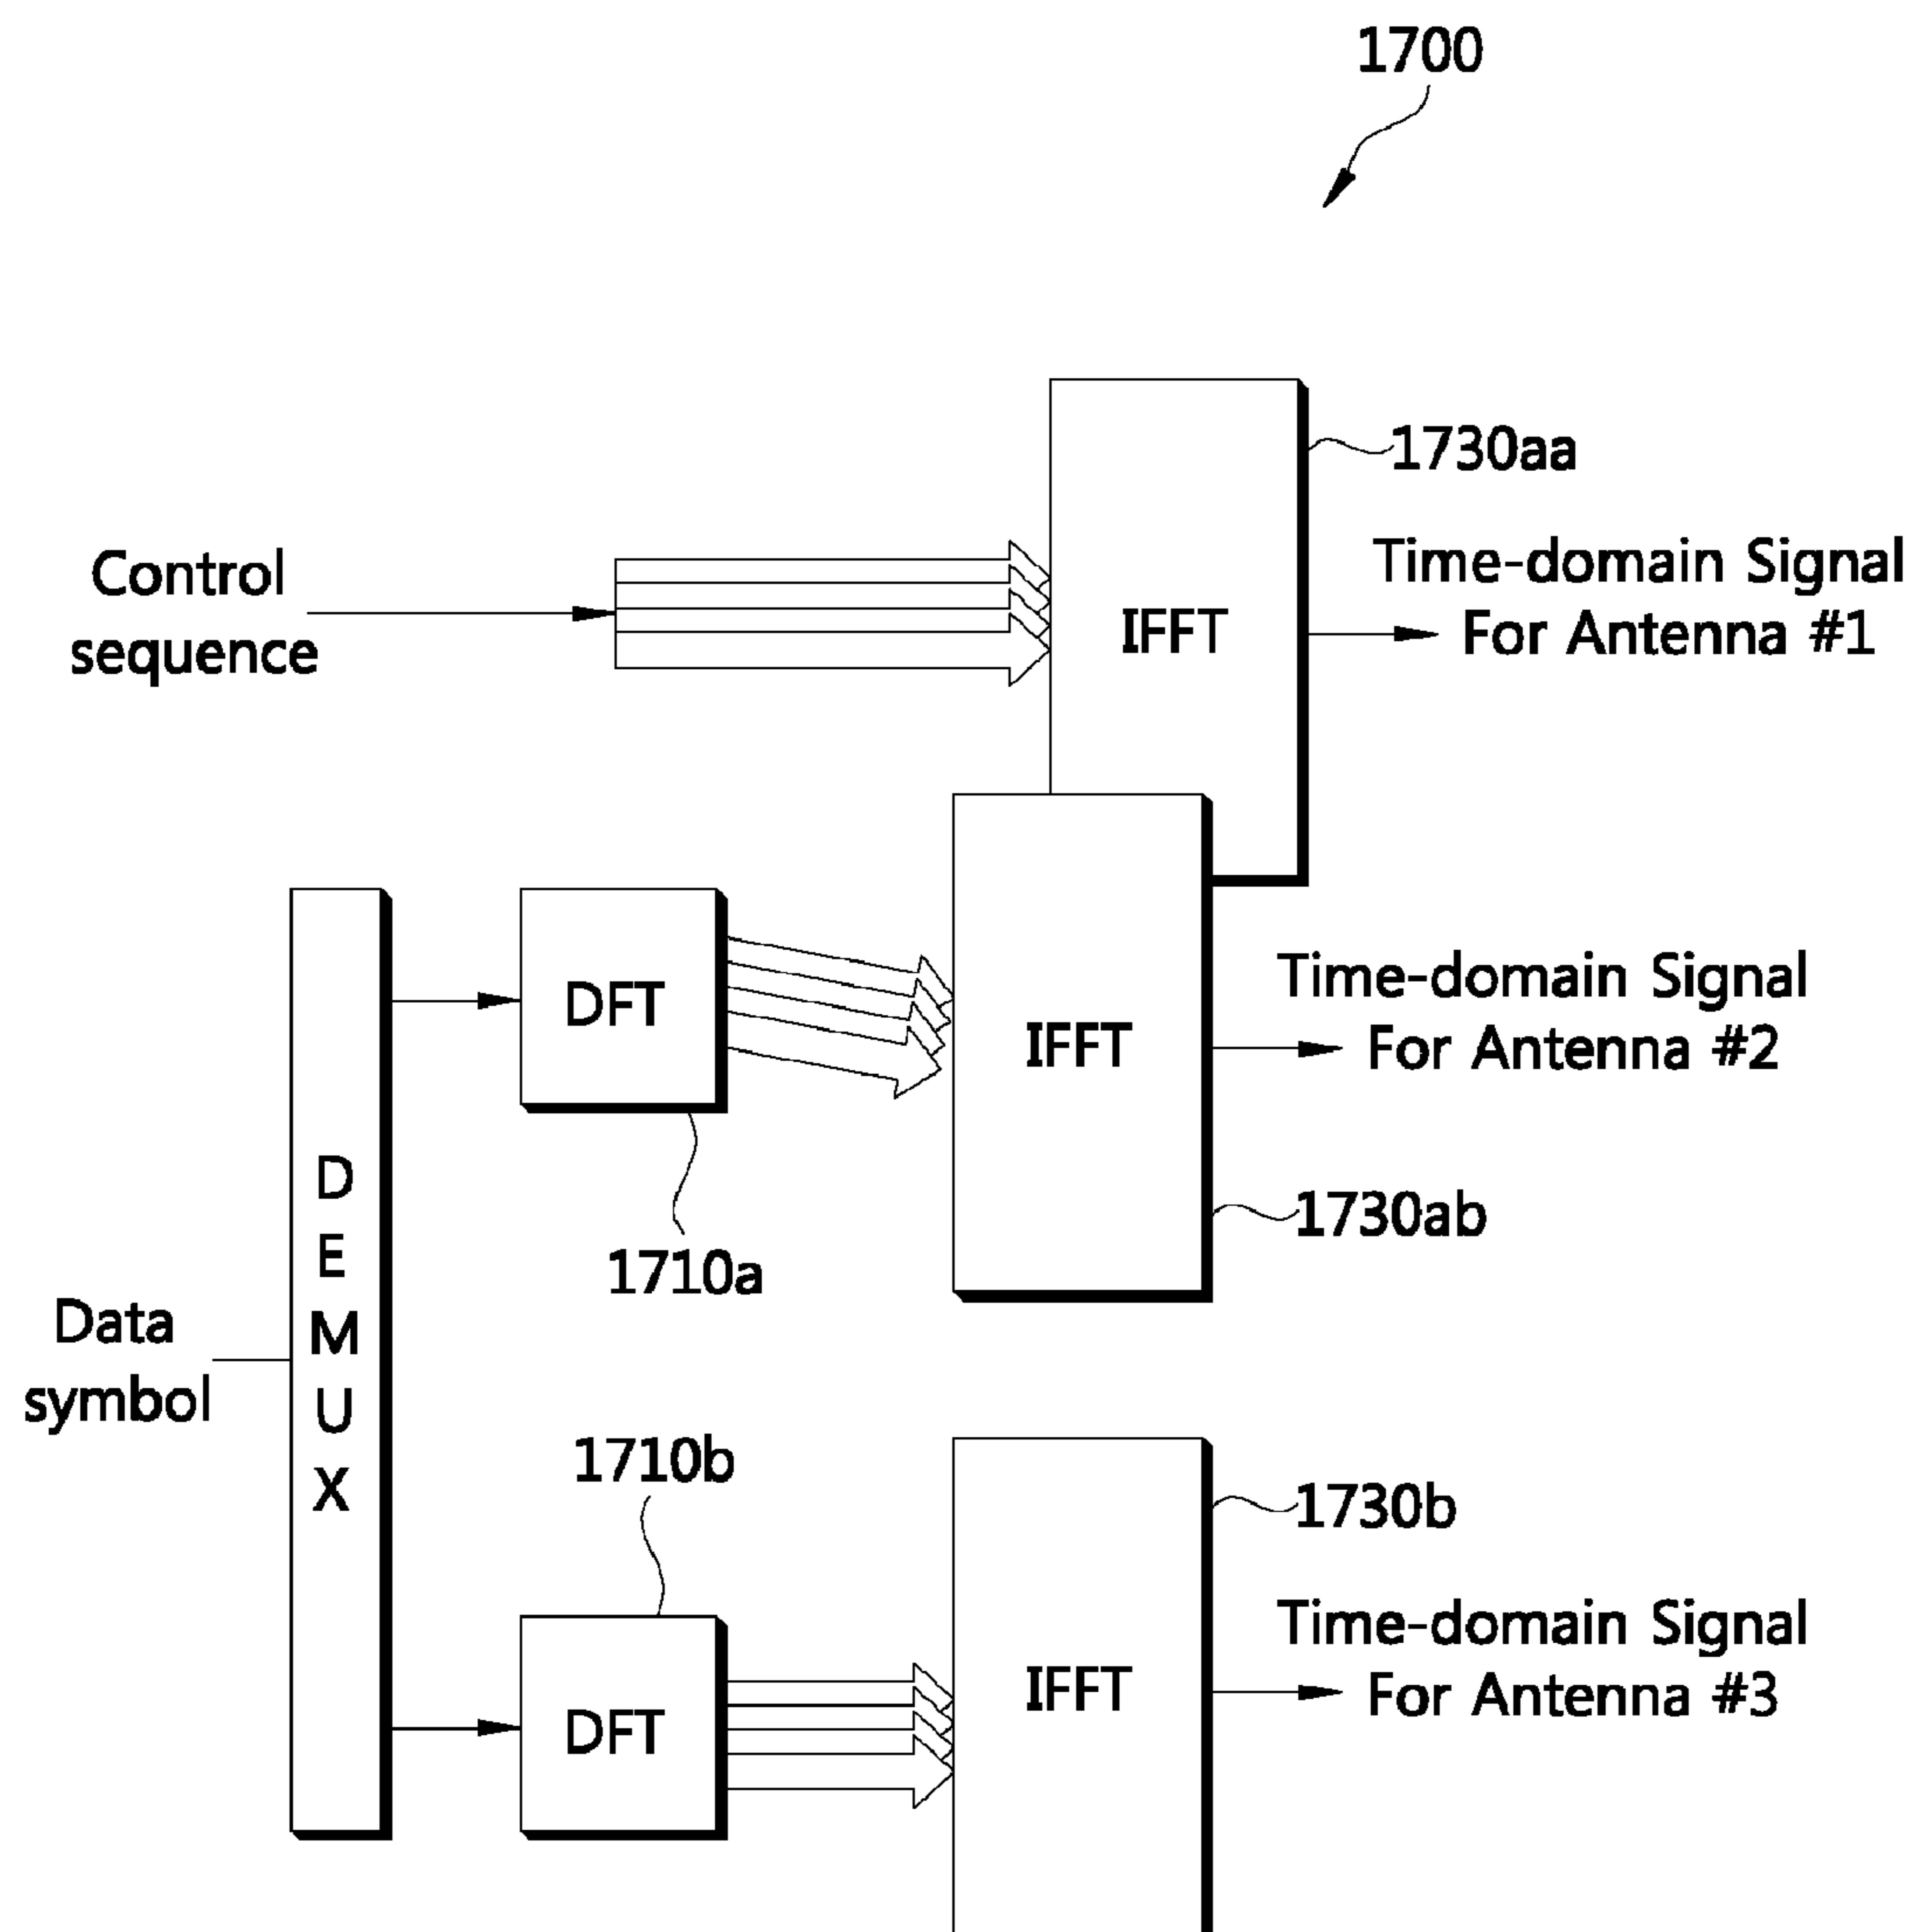 1700
1730aa
Control
sequence
IFFT
Time-domain Signal
For Antenna #1
DFT
IFFT
Time-domain Signal
For Antenna #2
1710a
1730ab
DEMUX
Data
symbol
1710b
1730b
DFT
IFFT
Time-domain Signal
For Antenna #3